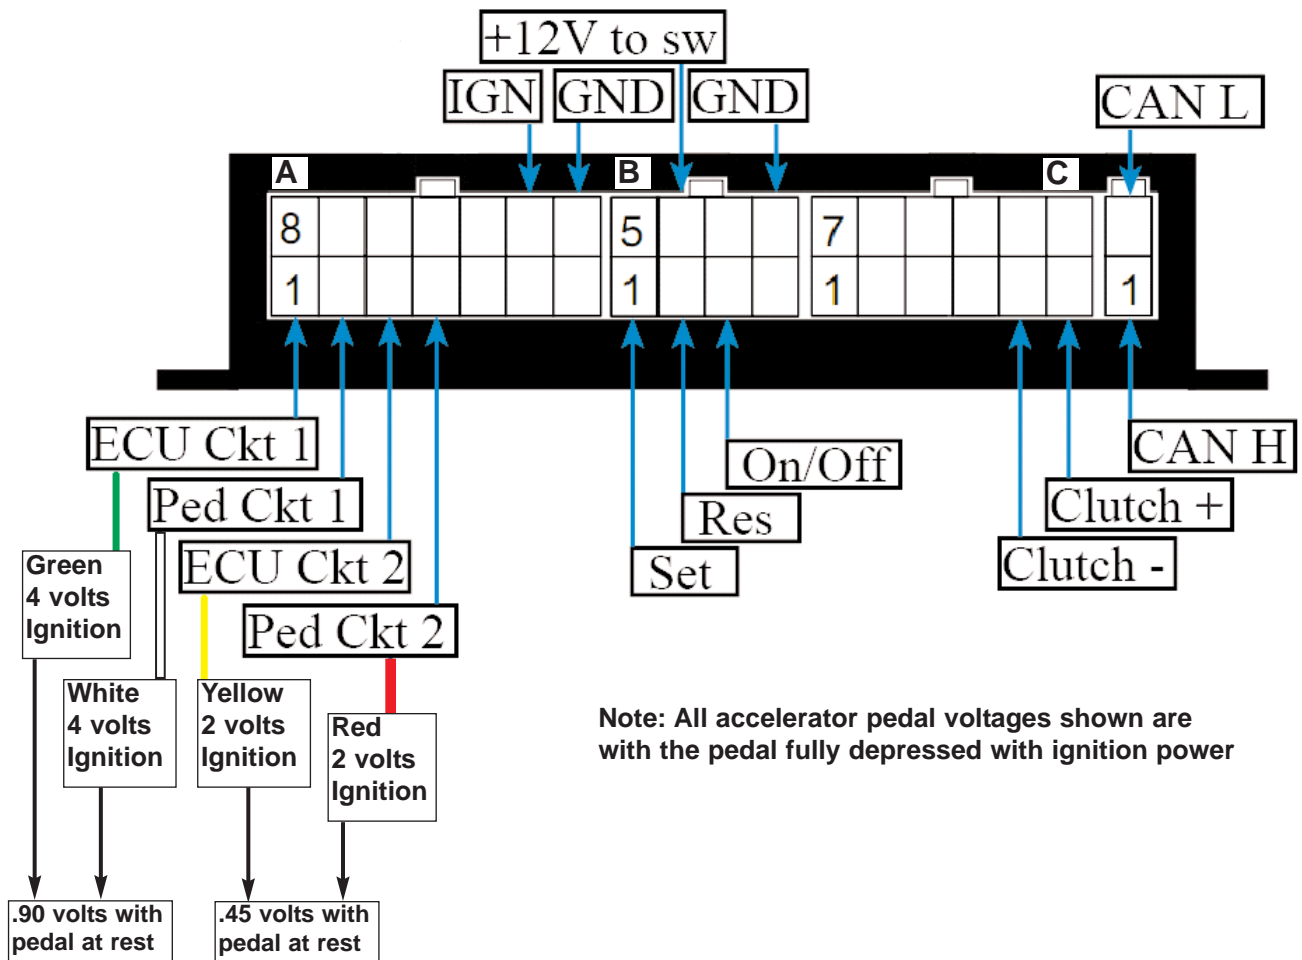 +12V to sw
IGN
GND
GND
CAN L
A
B
C
8
5
7
1
1
1
1
ECU Ckt 1
Ped Ckt 1
ECU Ckt 2
Ped Ckt 2
On/Off
Res
Set
CAN H
Clutch +
Clutch -
Green
4 volts
Ignition
White
4 volts
Ignition
Yellow
2 volts
Ignition
Red
2 volts
Ignition
Note: All accelerator pedal voltages shown are
with the pedal fully depressed with ignition power
.90 volts with
pedal at rest
.45 volts with
pedal at rest